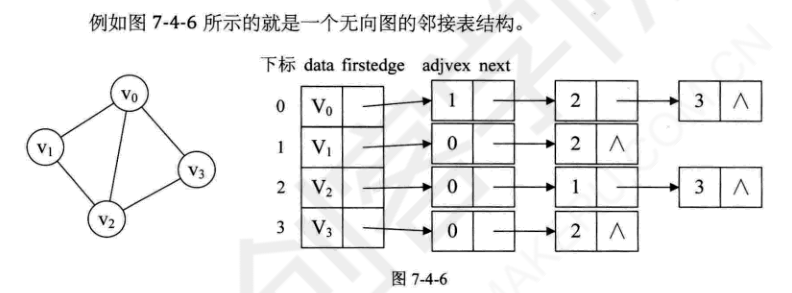 例如图 7-4-6 所示的就是一个无向图的邻接表结构。
下标 data firstedge adjvex next
0 V₀ 1 2 3 ∧
1 V₁ 0 2 ∧
2 V₂ 0 1 3 ∧
3 V₃ 0 2 ∧
v₀
v₁
v₃
v₂
图 7-4-6